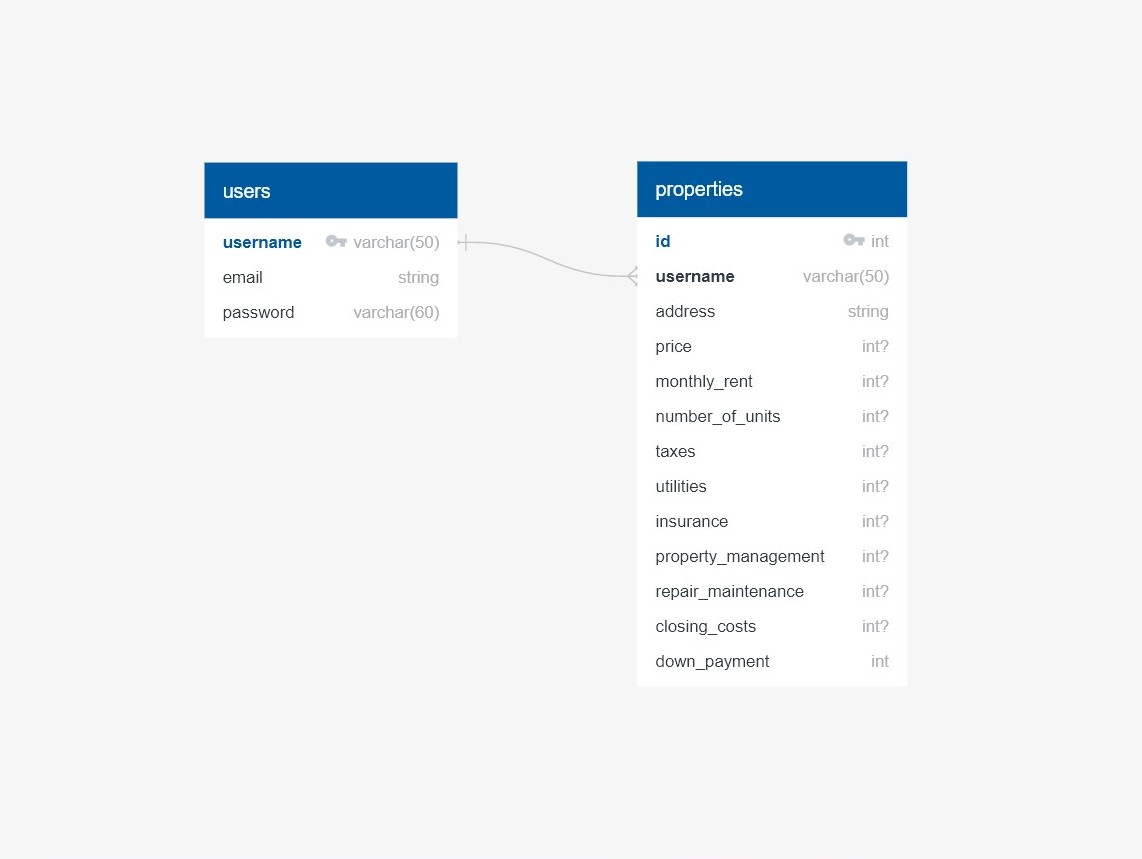 users
username varchar(50)
email string
password varchar(60)
properties
id int
username varchar(50)
address string
price int?
monthly_rent int?
number_of_units int?
taxes int?
utilities int?
insurance int?
property_management int?
repair_maintenance int?
closing_costs int?
down_payment int